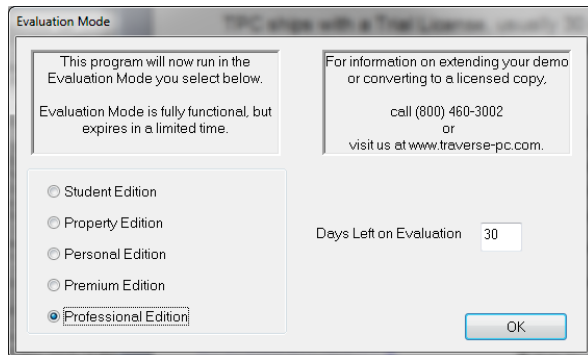 Evaluation Mode
TPC ships with a Trial License, usually 30
This program will now run in the
Evaluation Mode you select below.
Evaluation Mode is fully functional, but
expires in a limited time.
For information on extending your demo
or converting to a licensed copy,
call (800) 460-3002
or
visit us at www.traverse-pc.com.
Student Edition
Property Edition
Personal Edition
Premium Edition
Professional Edition
Days Left on Evaluation 30
OK